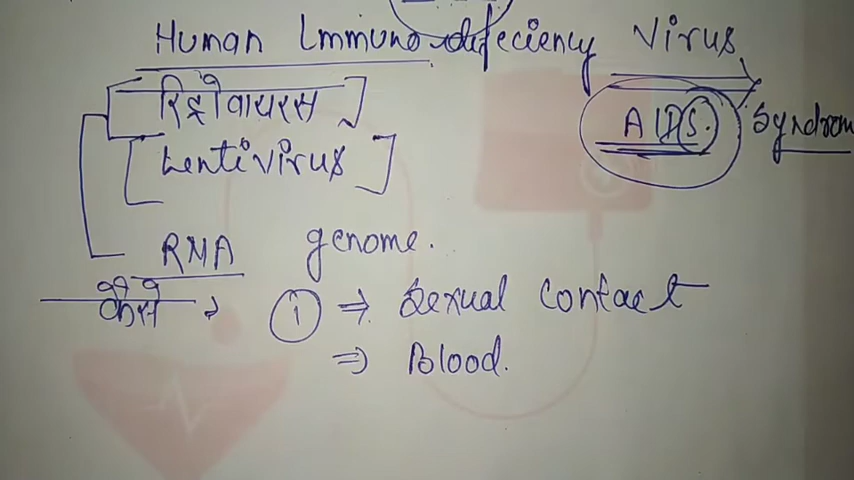 Human Immuno deficiency Virus
AIDS. Syndrom
रिट्रोवायरस
Lentivirus
RNA genome.
कैसे
① ⇒ Sexual contact
⇒ Blood.